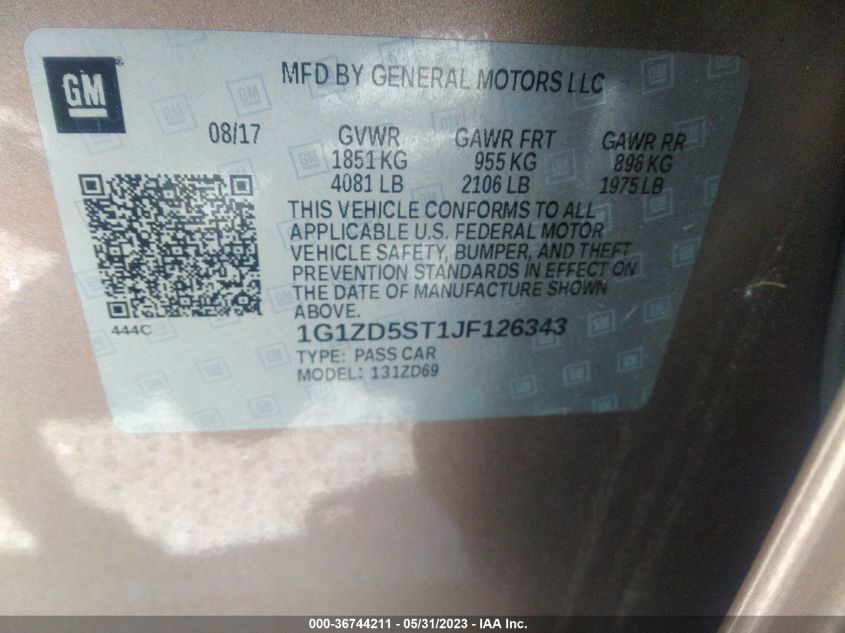 GM
MFD BY GENERAL MOTORS LLC
08/17 GVWR GAWR FRT GAWR RR
1851 KG 955 KG 896 KG
4081 LB 2106 LB 1975 LB
THIS VEHICLE CONFORMS TO ALL
APPLICABLE U.S. FEDERAL MOTOR
VEHICLE SAFETY, BUMPER, AND THEFT
PREVENTION STANDARDS IN EFFECT ON
THE DATE OF MANUFACTURE SHOWN
ABOVE.
444C
1G1ZD5ST1JF126343
TYPE: PASS CAR
MODEL: 131ZD69
000-36744211 - 05/31/2023 - IAA Inc.